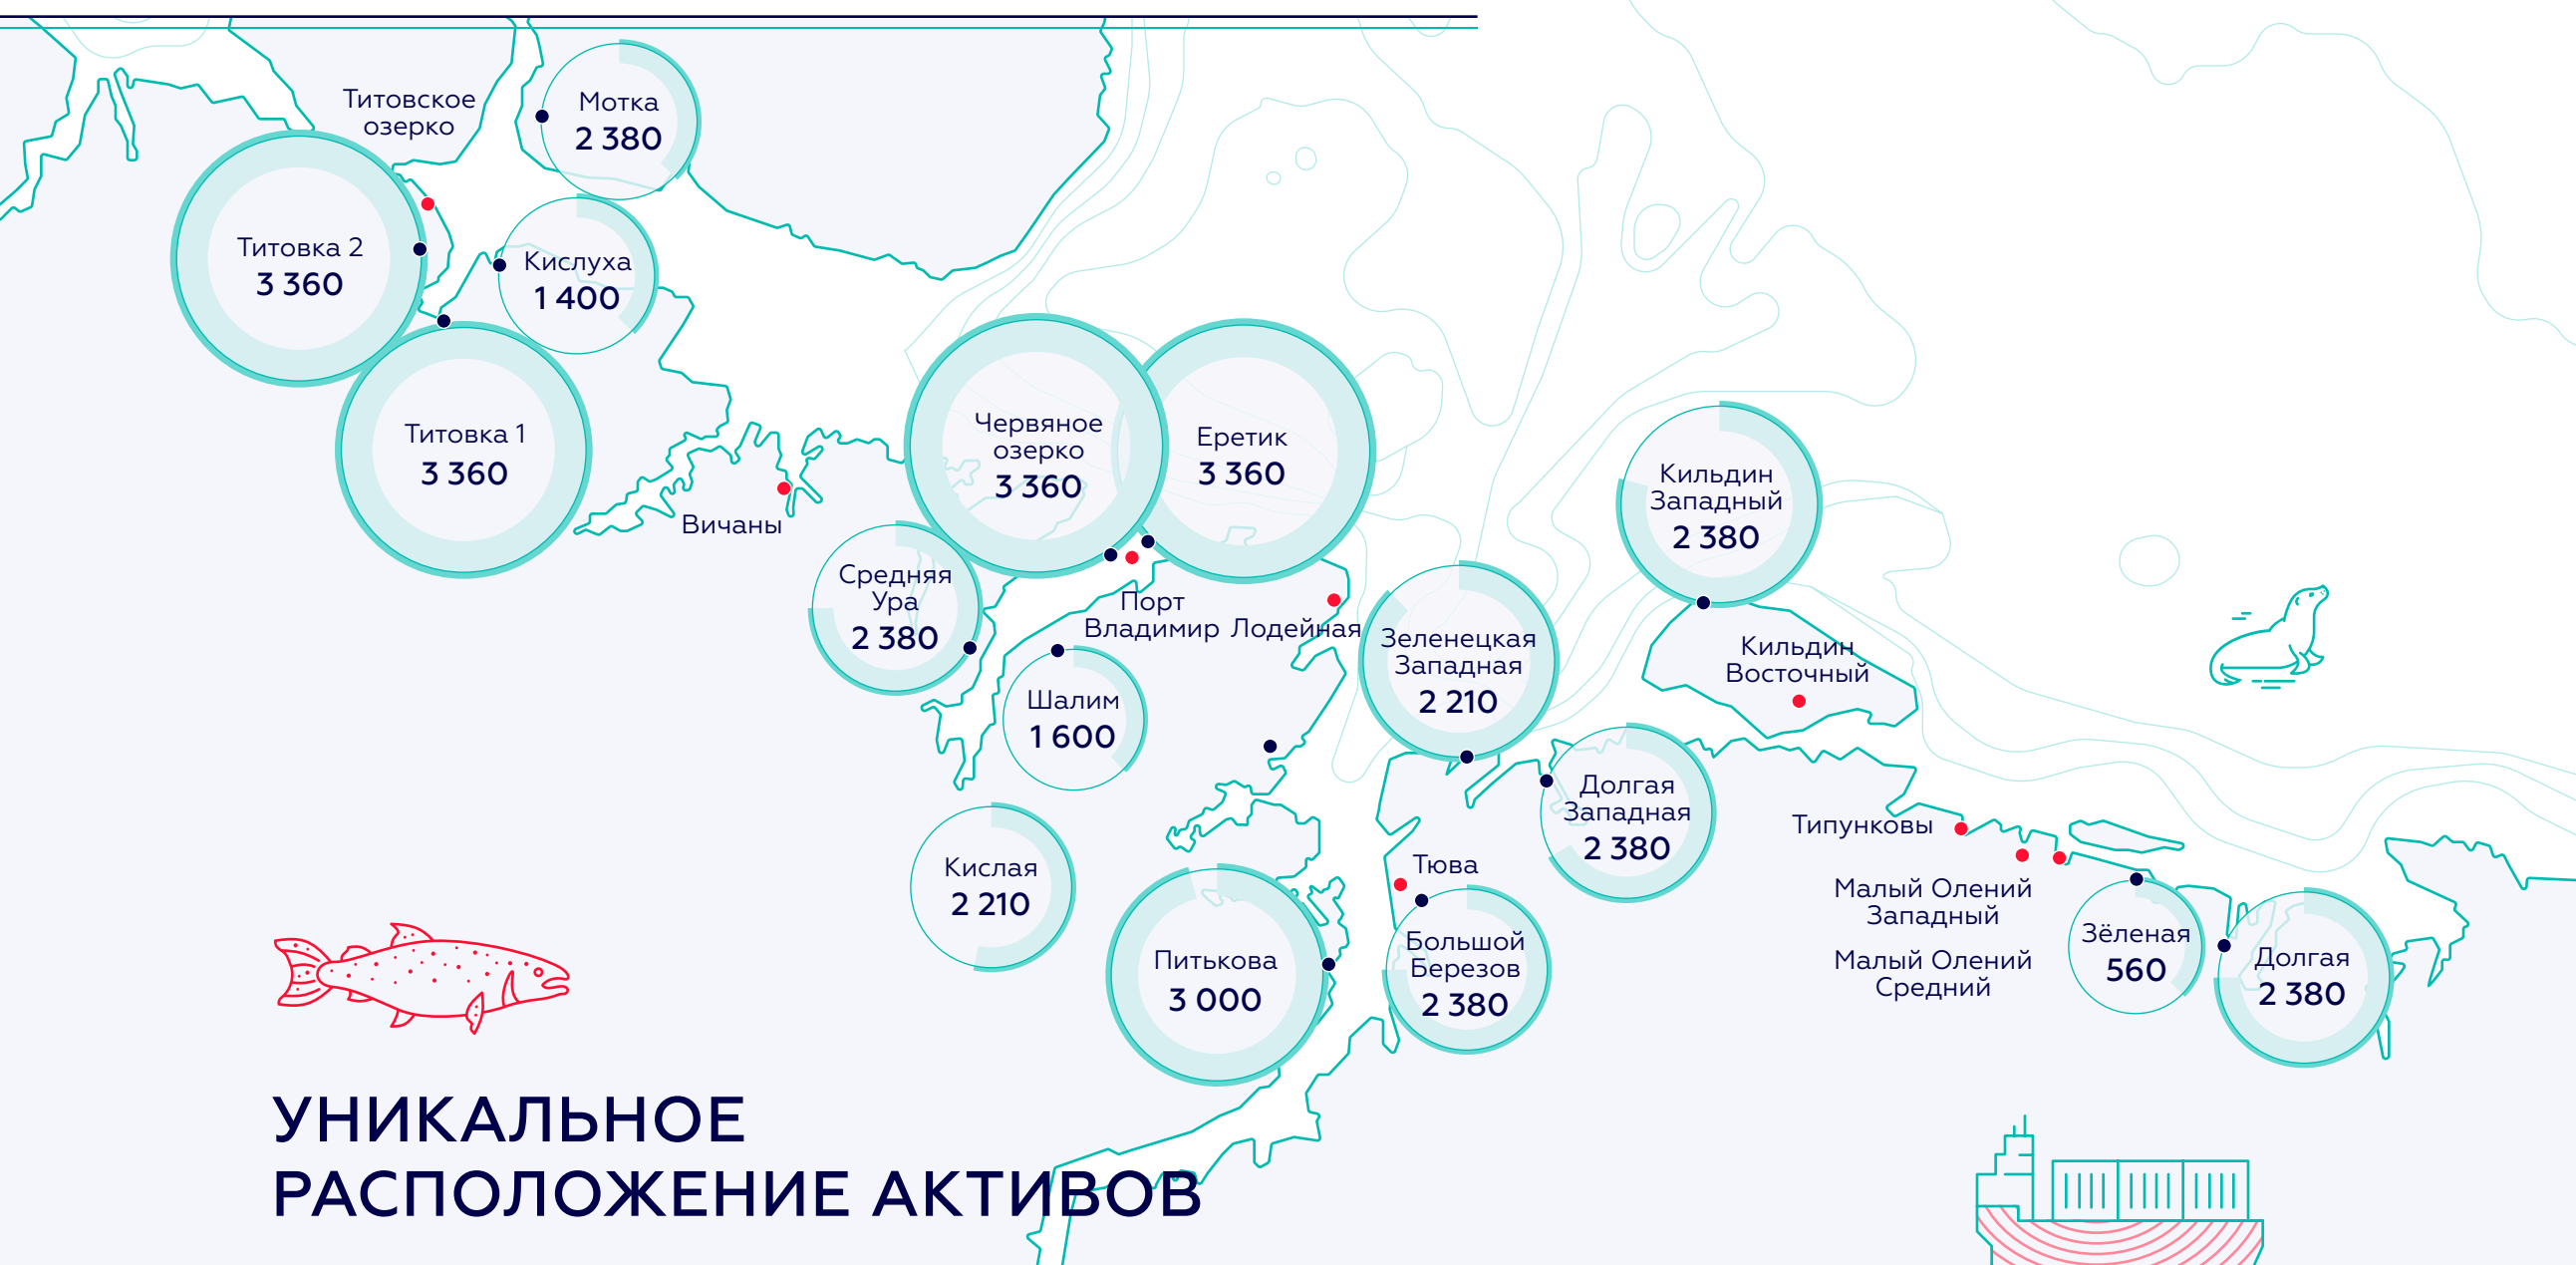 Титовское
озерко
Мотка
2 380
Титовка 2
3 360
Кислуха
1 400
Титовка 1
3 360
Вичаны
Червяное
озерко
3 360
Еретик
3 360
Средняя
Ура
2 380
Порт
Владимир
Лодейная
Шалим
1 600
Зеленецкая
Западная
2 210
Кильдин
Западный
2 380
Кильдин
Восточный
Долгая
Западная
2 380
Кислая
2 210
Питькова
3 000
Тюва
Большой
Березов
2 380
Типунковы
Малый Олений
Западный
Малый Олений
Средний
Зёленая
560
Долгая
2 380
УНИКАЛЬНОЕ
РАСПОЛОЖЕНИЕ АКТИВОВ